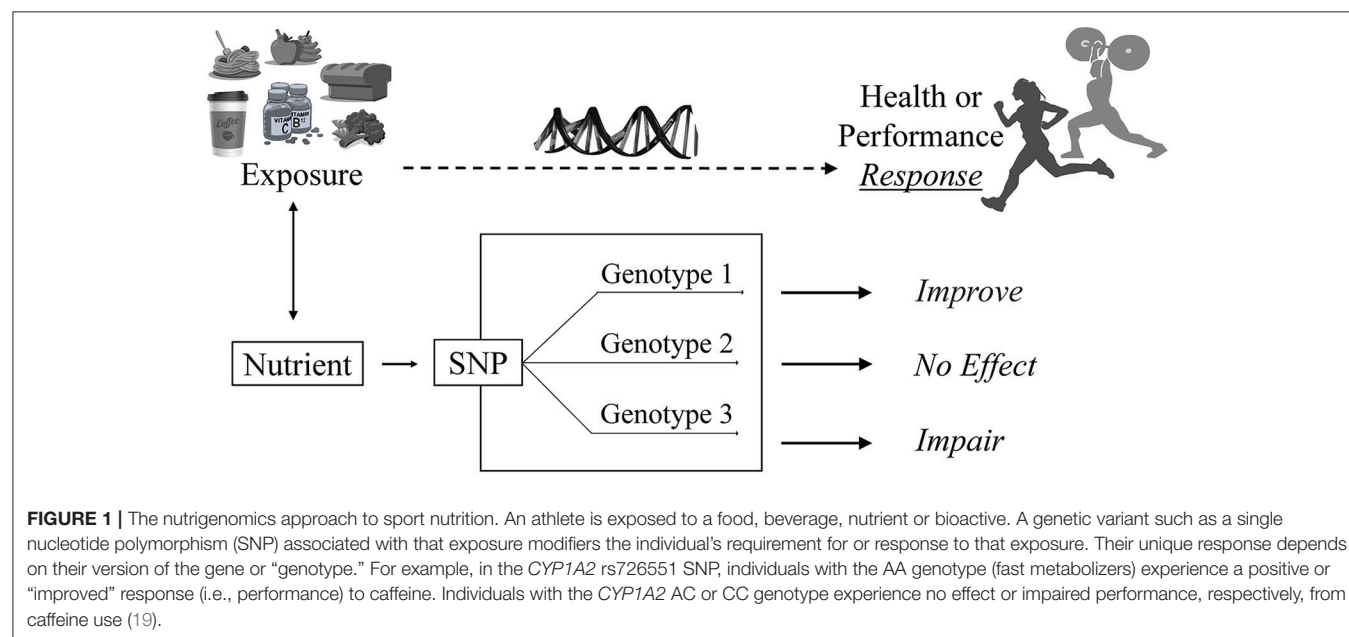 Coffee
VITAMIN
C
VITAMIN
B12
Exposure
Health or
Performance
Response
Nutrient
SNP
Genotype 1
Genotype 2
Genotype 3
Improve
No Effect
Impair
FIGURE 1 | The nutrigenomics approach to sport nutrition. An athlete is exposed to a food, beverage, nutrient or bioactive. A genetic variant such as a single
nucleotide polymorphism (SNP) associated with that exposure modifiers the individual's requirement for or response to that exposure. Their unique response depends
on their version of the gene or "genotype." For example, in the CYP1A2 rs726551 SNP, individuals with the AA genotype (fast metabolizers) experience a positive or
"improved" response (i.e., performance) to caffeine. Individuals with the CYP1A2 AC or CC genotype experience no effect or impaired performance, respectively, from
caffeine use (19).